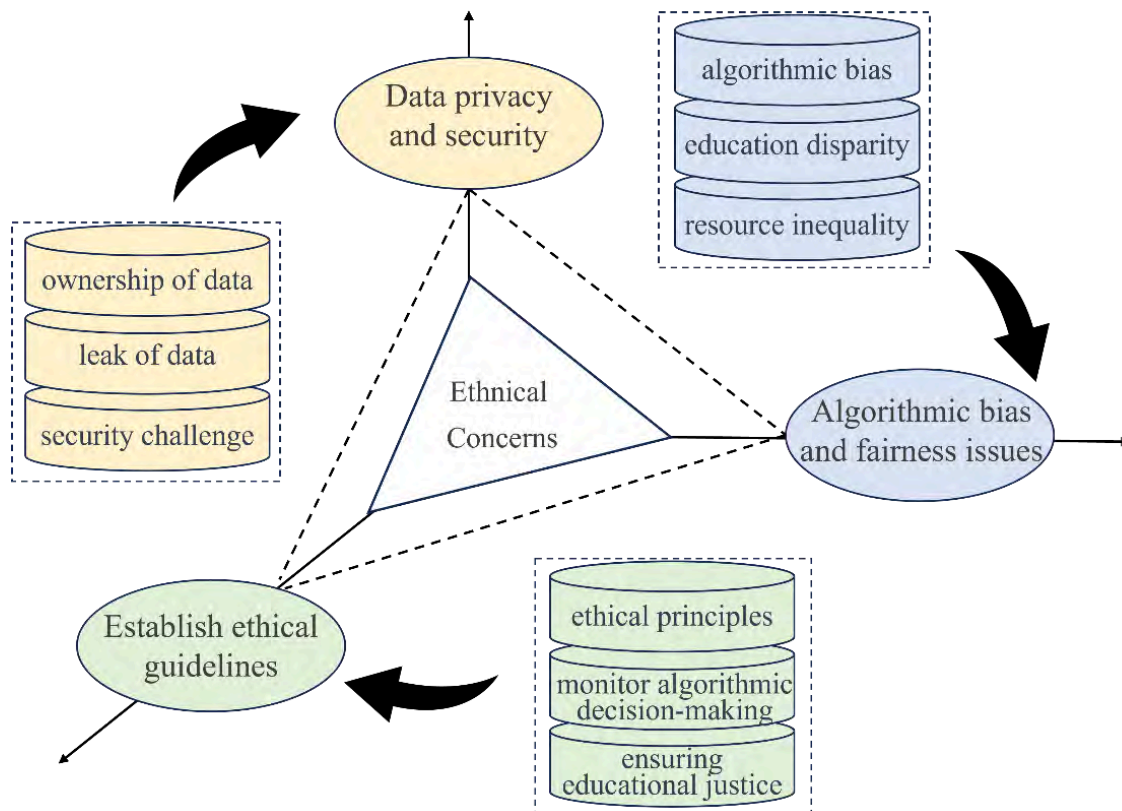 Data privacy
and security
algorithmic bias
education disparity
resource inequality
ownership of data
leak of data
security challenge
Ethnical
Concerns
Algorithmic bias
and fairness issues
Establish ethical
guidelines
ethical principles
monitor algorithmic
decision-making
ensuring
educational justice